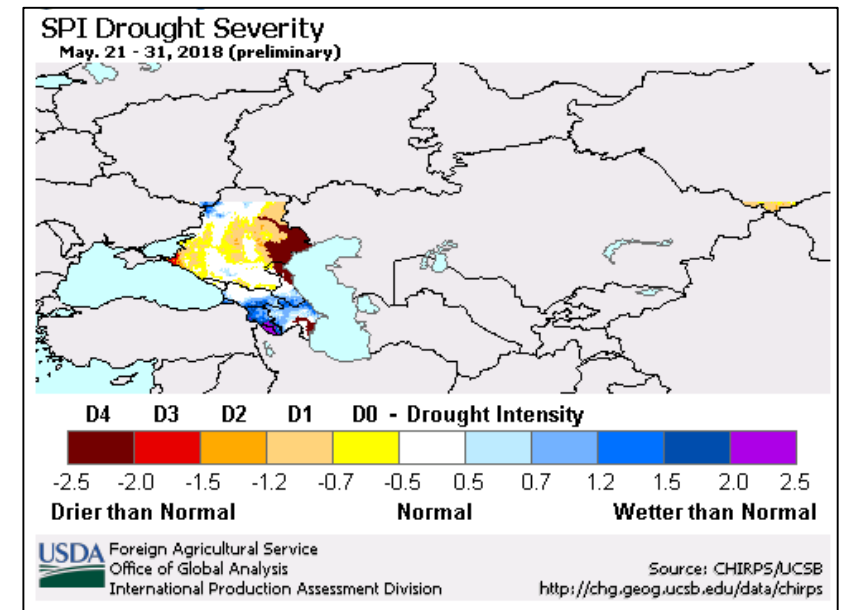 SPI Drought Severity
May. 21 - 31, 2018 (preliminary)
D4 D3 D2 D1 D0 - Drought Intensity
-2.5 -2.0 -1.5 -1.2 -0.7 -0.5 0.5 0.7 1.2 1.5 2.0 2.5
Drier than Normal Normal Wetter than Normal
USDA Foreign Agricultural Service
Office of Global Analysis
International Production Assessment Division
Source: CHIRPS/UCSB
http://chg.geog.ucsb.edu/data/chirps